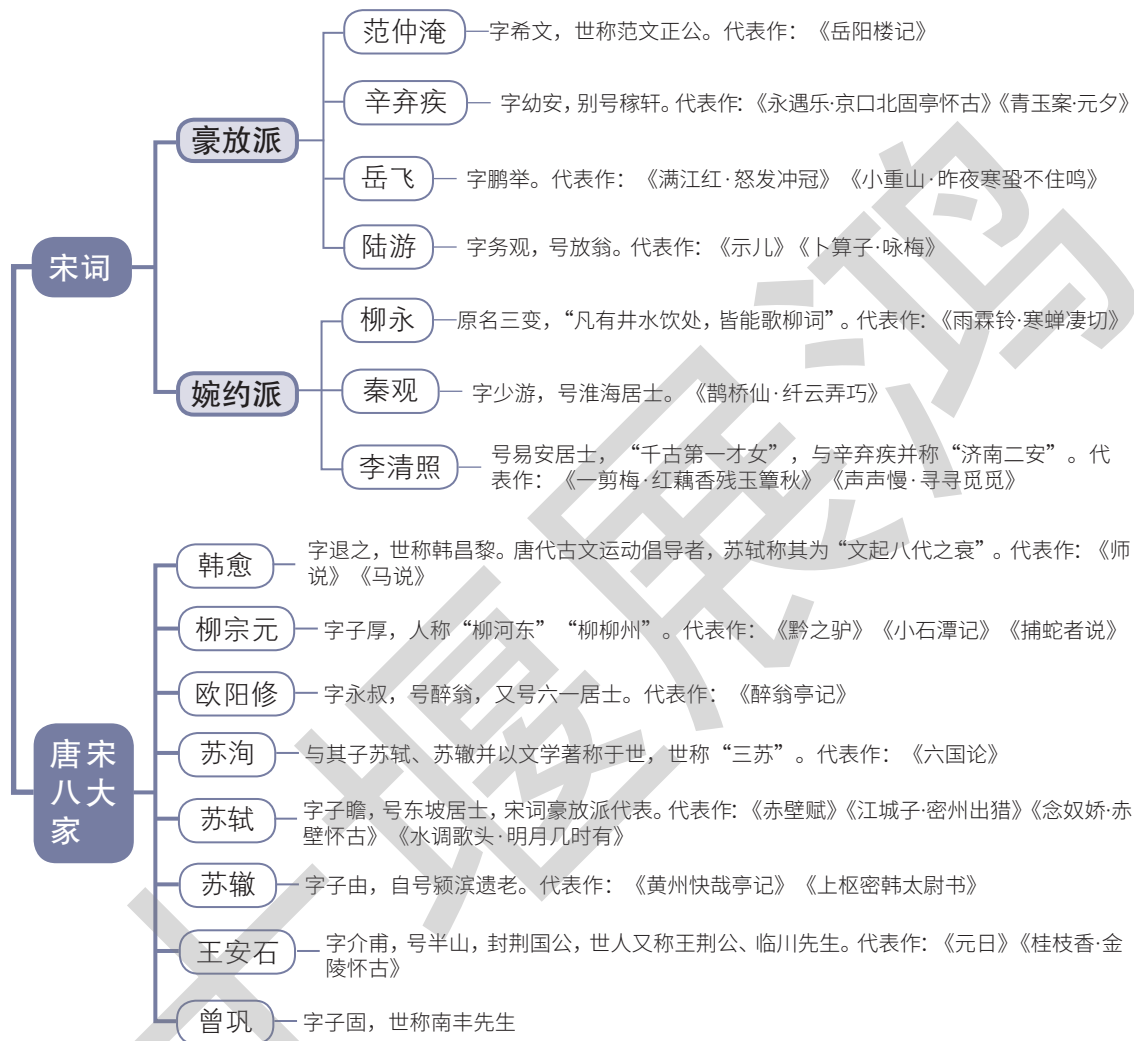 宋词
豪放派
范仲淹
字希文，世称范文正公。代表作：《岳阳楼记》
辛弃疾
字幼安，别号稼轩。代表作：《永遇乐·京口北固亭怀古》《青玉案·元夕》
岳飞
字鹏举。代表作：《满江红·怒发冲冠》《小重山·昨夜寒蛩不住鸣》
陆游
字务观，号放翁。代表作：《示儿》《卜算子·咏梅》
婉约派
柳永
原名三变，“凡有井水饮处，皆能歌柳词”。代表作：《雨霖铃·寒蝉凄切》
秦观
字少游，号淮海居士。《鹊桥仙·纤云弄巧》
李清照
号易安居士，“千古第一才女”，与辛弃疾并称“济南二安”。代
表作：《一剪梅·红藕香残玉簟秋》《声声慢·寻寻觅觅》
唐宋
八大
家
韩愈
字退之，世称韩昌黎。唐代古文运动倡导者，苏轼称其为“文起八代之衰”。代表作：《师
说》《马说》
柳宗元
字子厚，人称“柳河东”“柳柳州”。代表作：《黔之驴》《小石潭记》《捕蛇者说》
欧阳修
字永叔，号醉翁，又号六一居士。代表作：《醉翁亭记》
苏洵
与其子苏轼、苏辙并以文学著称于世，世称“三苏”。代表作：《六国论》
苏轼
字子瞻，号东坡居士，宋词豪放派代表。代表作：《赤壁赋》《江城子·密州出猎》《念奴娇·赤
壁怀古》《水调歌头·明月几时有》
苏辙
字子由，自号颍滨遗老。代表作：《黄州快哉亭记》《上枢密韩太尉书》
王安石
字介甫，号半山，封荆国公，世人又称王荆公、临川先生。代表作：《元日》《桂枝香·金
陵怀古》
曾巩
字子固，世称南丰先生
堰展鸿